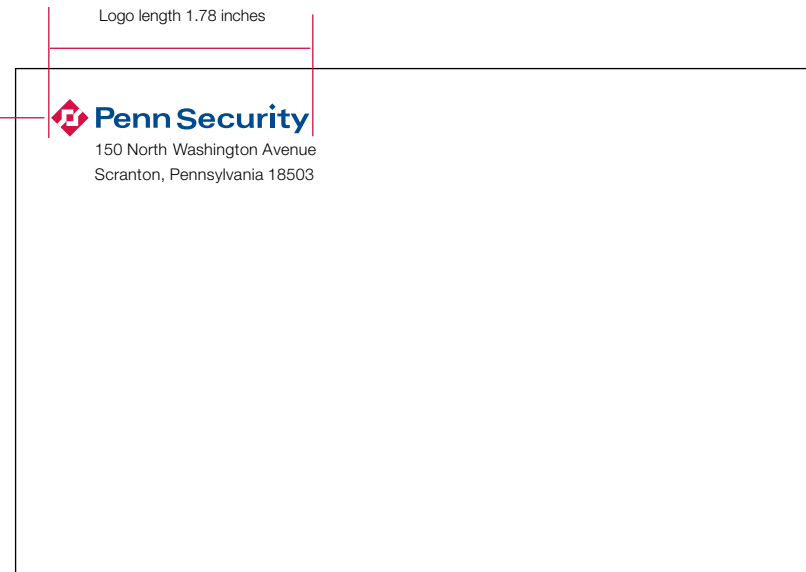 Logo length 1.78 inches
Penn Security
150 North Washington Avenue
Scranton, Pennsylvania 18503